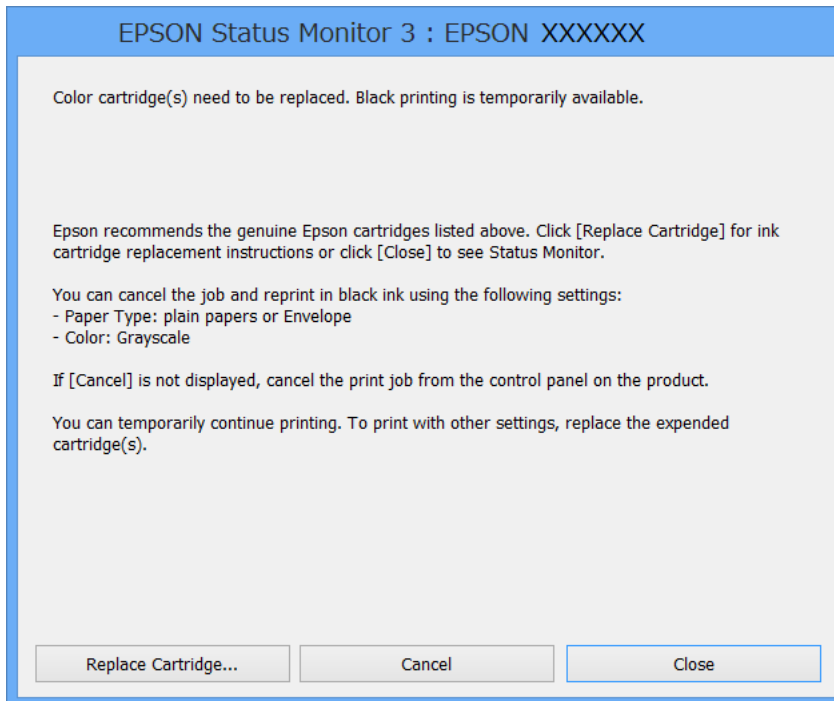 EPSON Status Monitor 3 : EPSON XXXXXX
Color cartridge(s) need to be replaced. Black printing is temporarily available.
Epson recommends the genuine Epson cartridges listed above. Click [Replace Cartridge] for ink
cartridge replacement instructions or click [Close] to see Status Monitor.
You can cancel the job and reprint in black ink using the following settings:
- Paper Type: plain papers or Envelope
- Color: Grayscale
If [Cancel] is not displayed, cancel the print job from the control panel on the product.
You can temporarily continue printing. To print with other settings, replace the expended
cartridge(s).
Replace Cartridge... Cancel Close